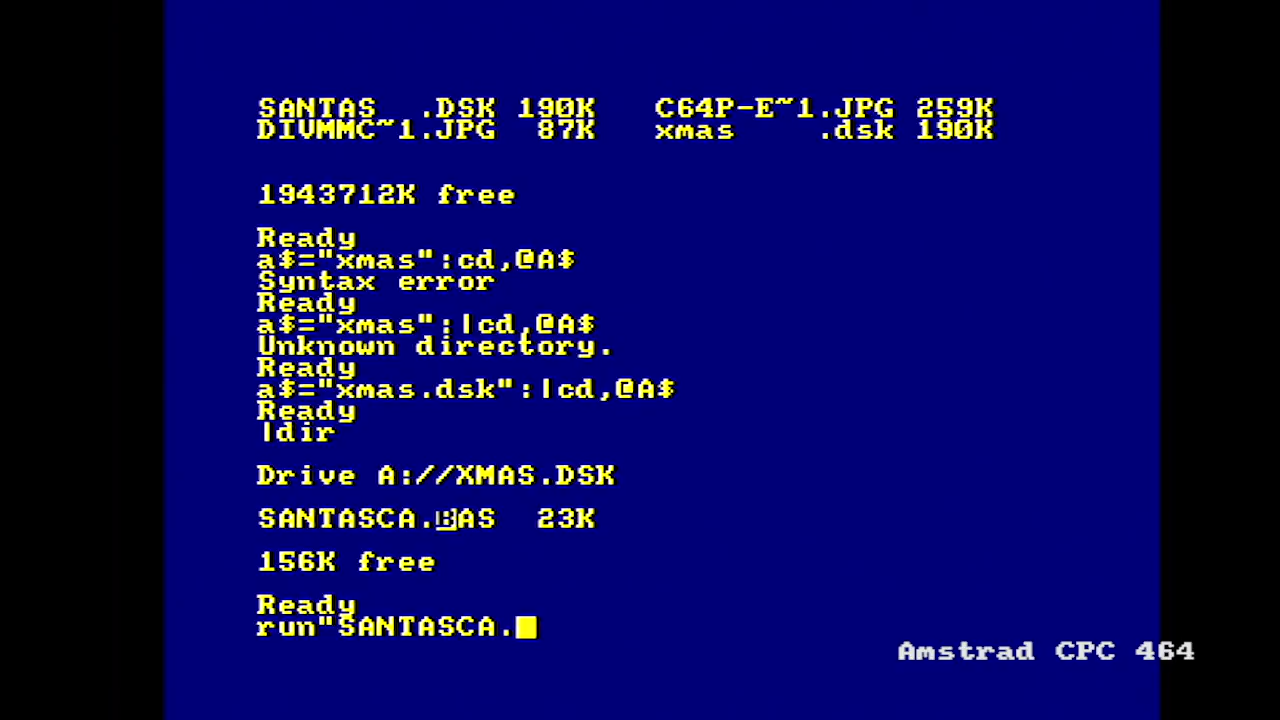 SANTAS  .DSK 190K   C64P-E~1.JPG 259K
DIVMMC~1.JPG  87K   xmas    .dsk 190K
1943712K free
Ready
a$="xmas":cd,@A$
Syntax error
Ready
a$="xmas":|cd,@A$
Unknown directory.
Ready
a$="xmas.dsk":|cd,@A$
Ready
|dir
Drive A://XMAS.DSK
SANTASCA.BAS  23K
156K free
Ready
run"SANTASCA.
Amstrad CPC 464